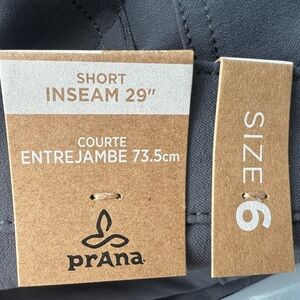 SHORT
INSEAM 29"
COURTE
ENTREJAMBE 73.5cm
prAna
SIZE 6